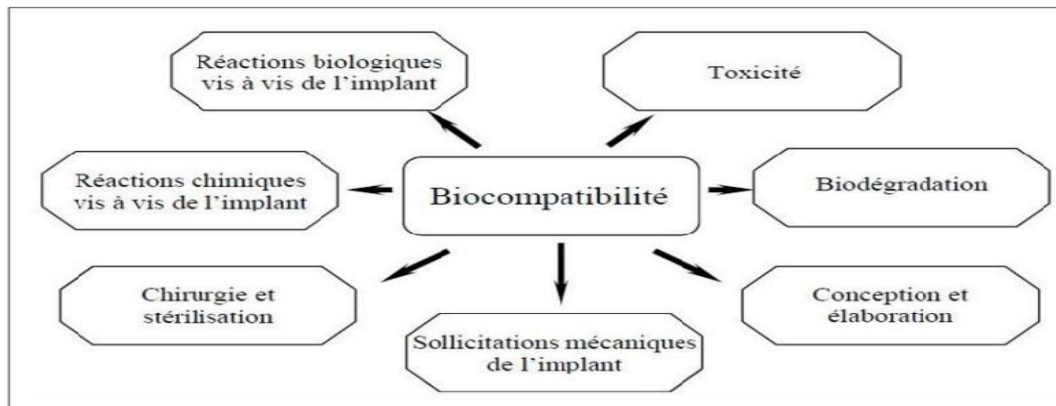 Réactions biologiques
vis à vis de l'implant
Toxicité
Réactions chimiques
vis à vis de l'implant
Biocompatibilité
Biodégradation
Chirurgie et
stérilisation
Sollicitations mécaniques
de l'implant
Conception et
élaboration